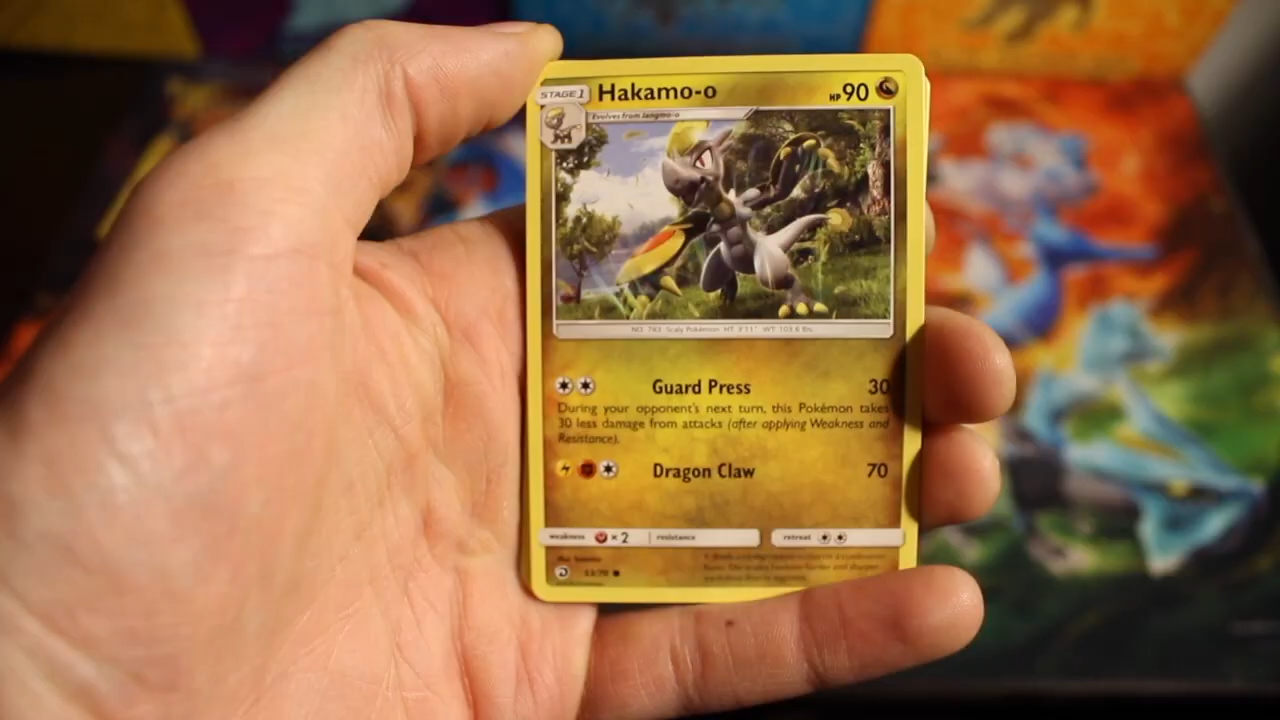 STAGE 1 Hakamo-o HP 90
Evolves from Jangmo-o
NO. 783 Scaly Pokémon HT: 3'11" WT: 103.6 lbs.
Guard Press 30
During your opponent's next turn, this Pokémon takes
30 less damage from attacks (after applying Weakness and
Resistance).
Dragon Claw 70
weakness × 2 resistance retreat